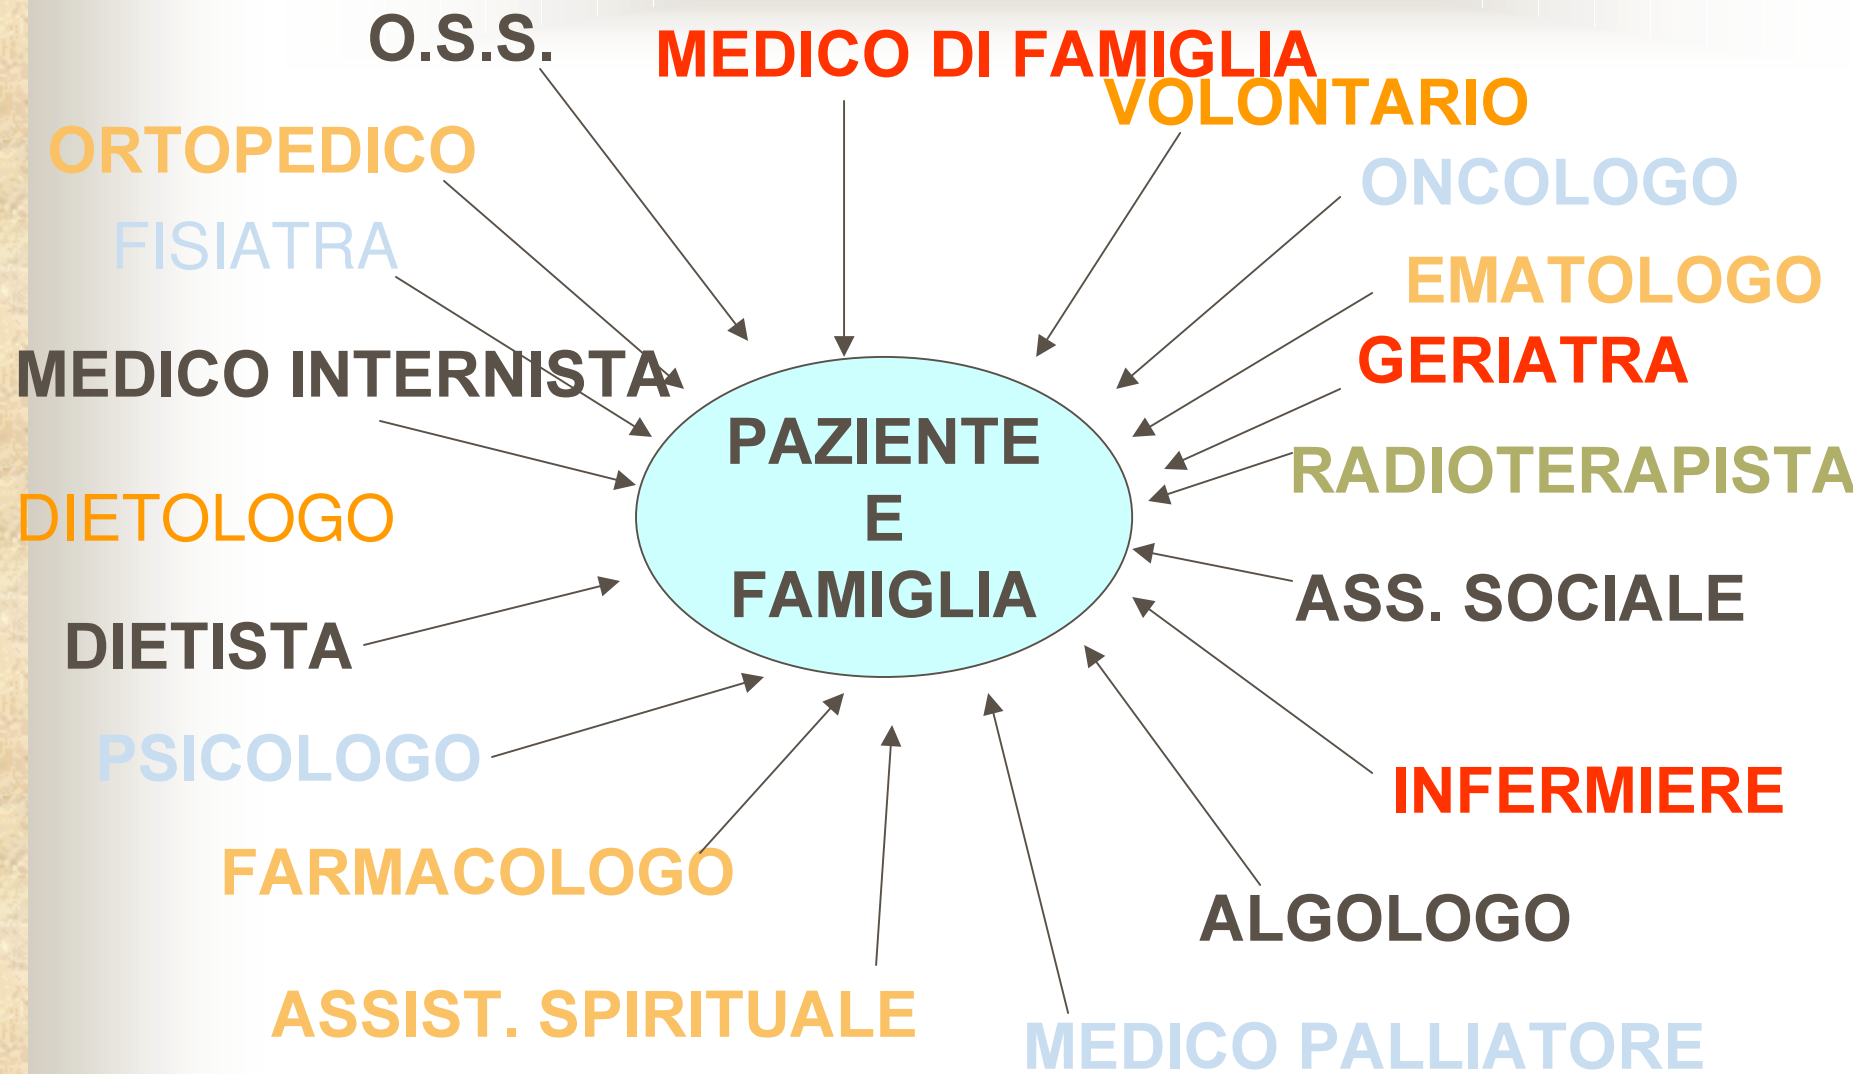 O.S.S.
MEDICO DI FAMIGLIA
VOLONTARIO
ORTOPEDICO
ONCOLOGO
FISIATRA
EMATOLOGO
MEDICO INTERNISTA
GERIATRA
PAZIENTE
E
FAMIGLIA
RADIOTERAPISTA
DIETOLOGO
ASS. SOCIALE
DIETISTA
PSICOLOGO
INFERMIERE
FARMACOLOGO
ALGOLOGO
ASSIST. SPIRITUALE
MEDICO PALLIATORE